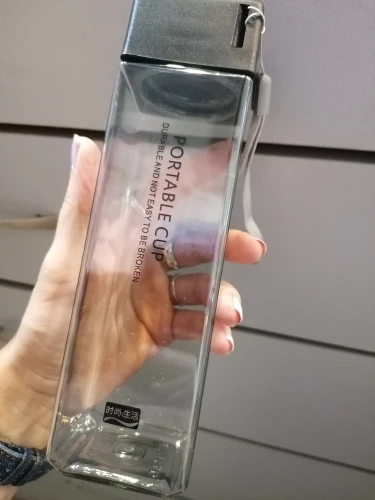 PORTABLE CUP
DURABLE AND NOT EASY TO BE BROKEN
时尚·生活